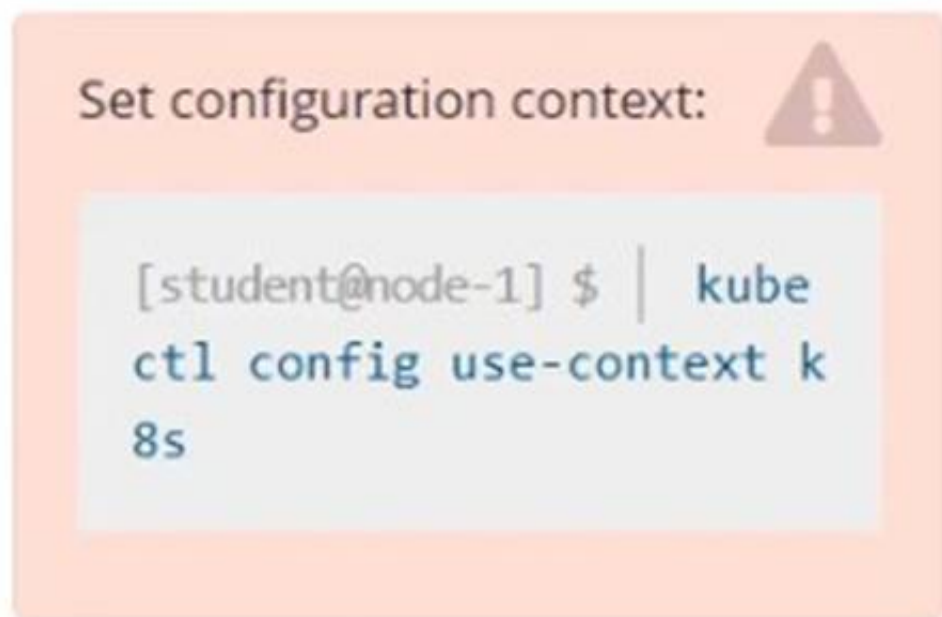 Set configuration context:
[student@node-1] $ | kube
ctl config use-context k
8s